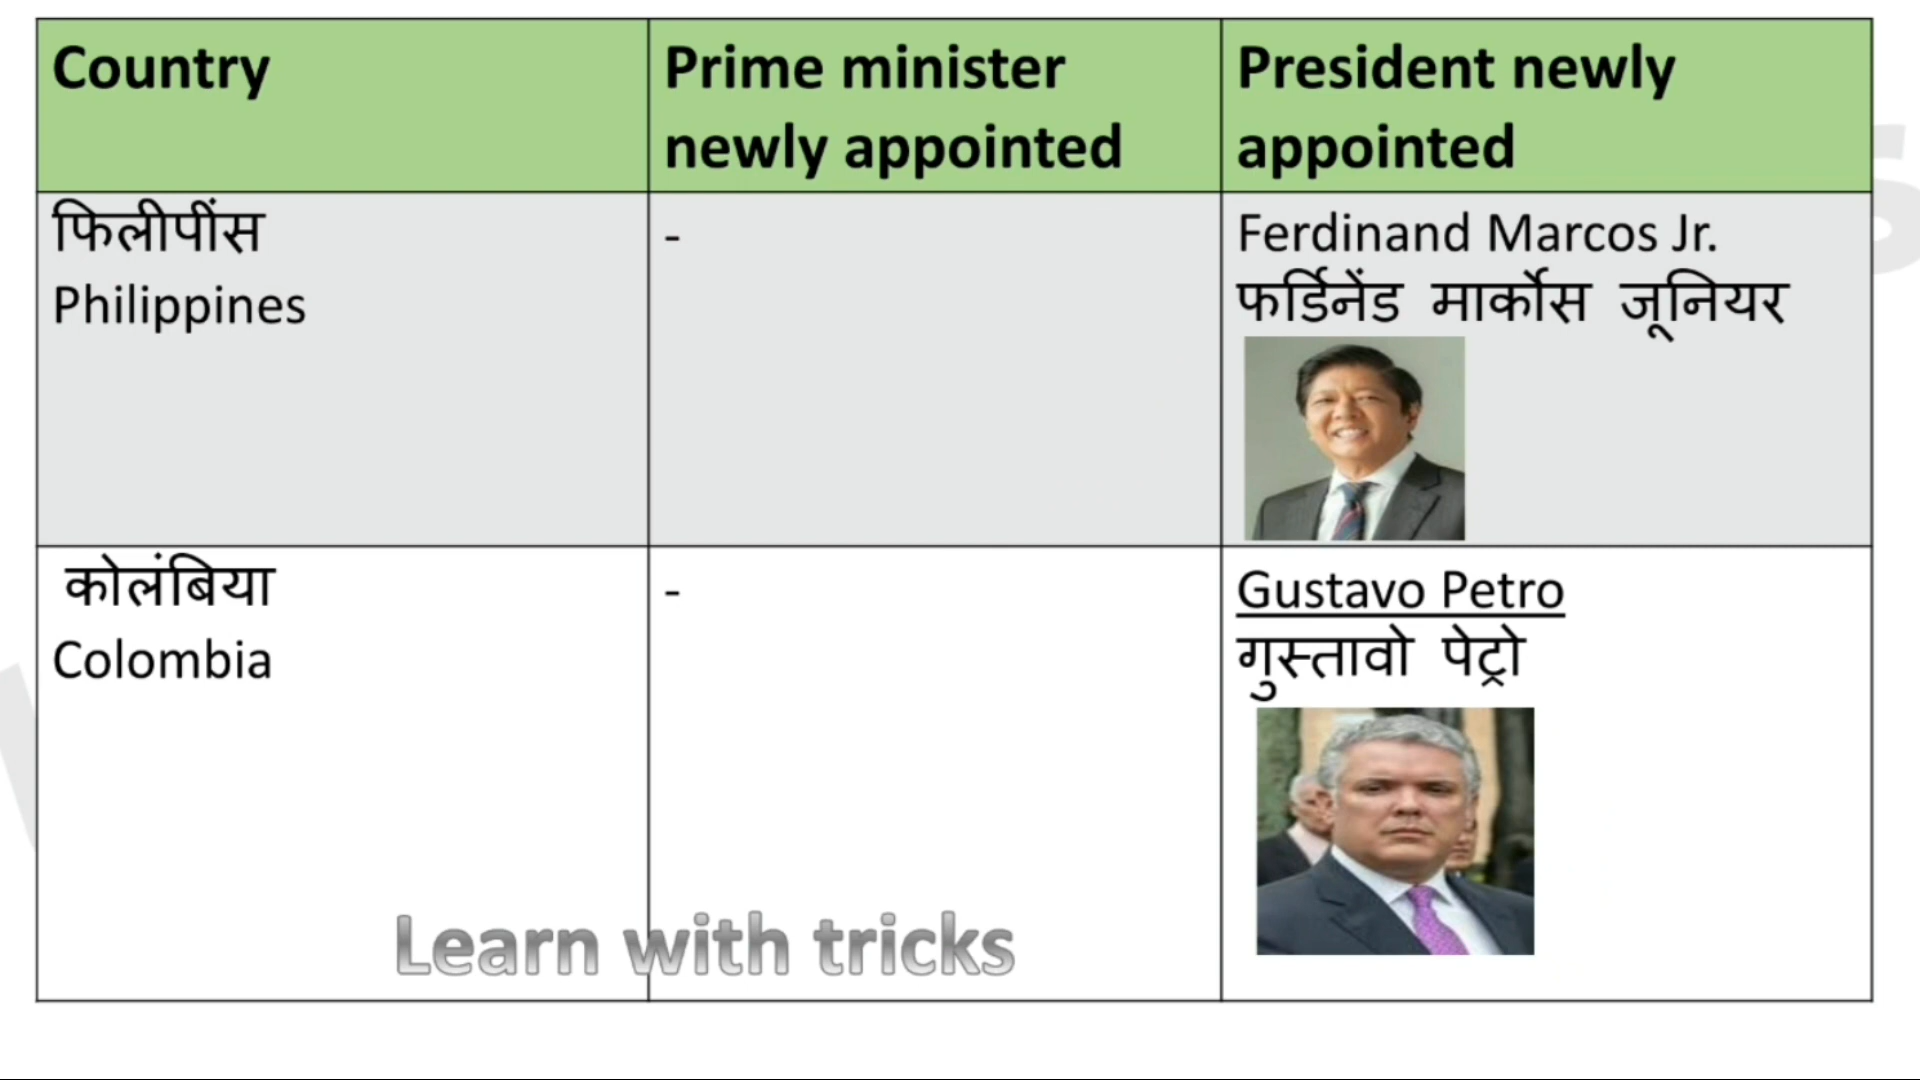 Country
Prime minister
newly appointed
President newly
appointed
फिलीपींस
Philippines
-
Ferdinand Marcos Jr.
फर्डिनेंड मार्कोस जूनियर
कोलंबिया
Colombia
-
Gustavo Petro
गुस्तावो पेट्रो
Learn with tricks